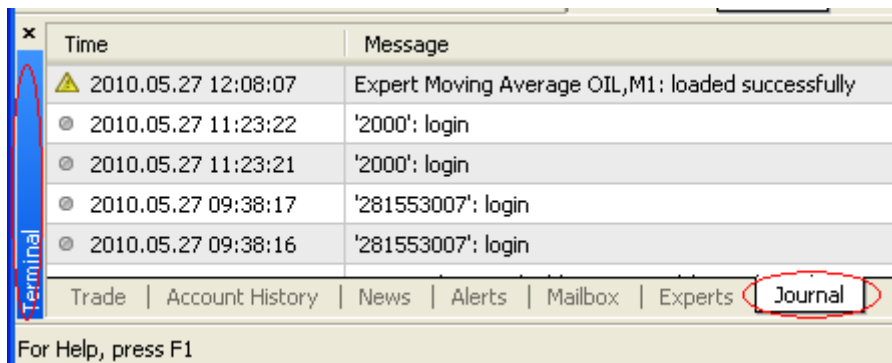 x
Time Message
2010.05.27 12:08:07 Expert Moving Average OIL,M1: loaded successfully
2010.05.27 11:23:22 '2000': login
2010.05.27 11:23:21 '2000': login
2010.05.27 09:38:17 '281553007': login
2010.05.27 09:38:16 '281553007': login
Terminal
Trade | Account History | News | Alerts | Mailbox | Experts Journal
For Help, press F1